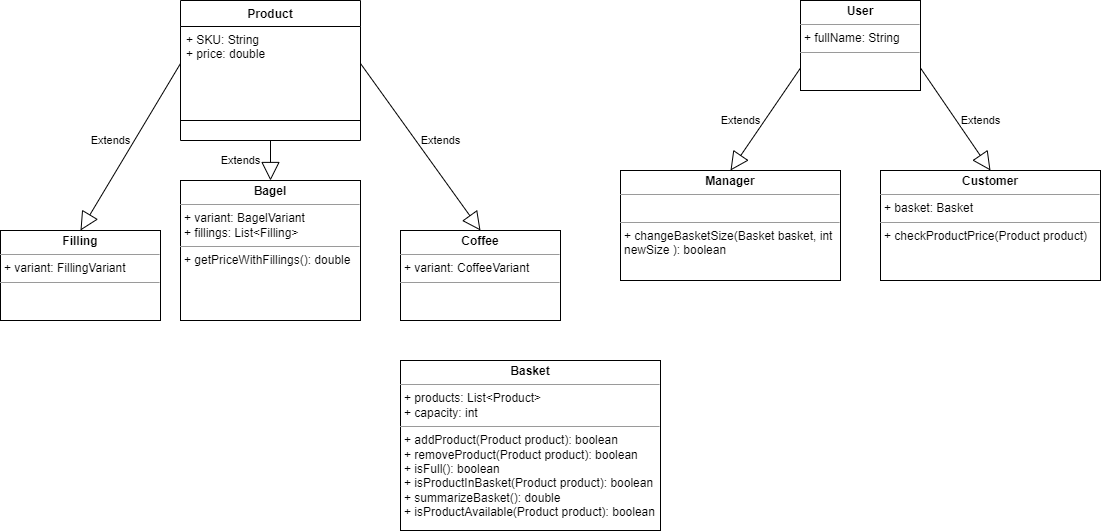 Product
+ SKU: String
+ price: double
User
+ fullName: String
Extends
Extends
Extends
Extends
Extends
Filling
+ variant: FillingVariant
Bagel
+ variant: BagelVariant
+ fillings: List<Filling>
+ getPriceWithFillings(): double
Coffee
+ variant: CoffeeVariant
Manager
+ changeBasketSize(Basket basket, int
newSize ): boolean
Customer
+ basket: Basket
+ checkProductPrice(Product product)
Basket
+ products: List<Product>
+ capacity: int
+ addProduct(Product product): boolean
+ removeProduct(Product product): boolean
+ isFull(): boolean
+ isProductInBasket(Product product): boolean
+ summarizeBasket(): double
+ isProductAvailable(Product product): boolean